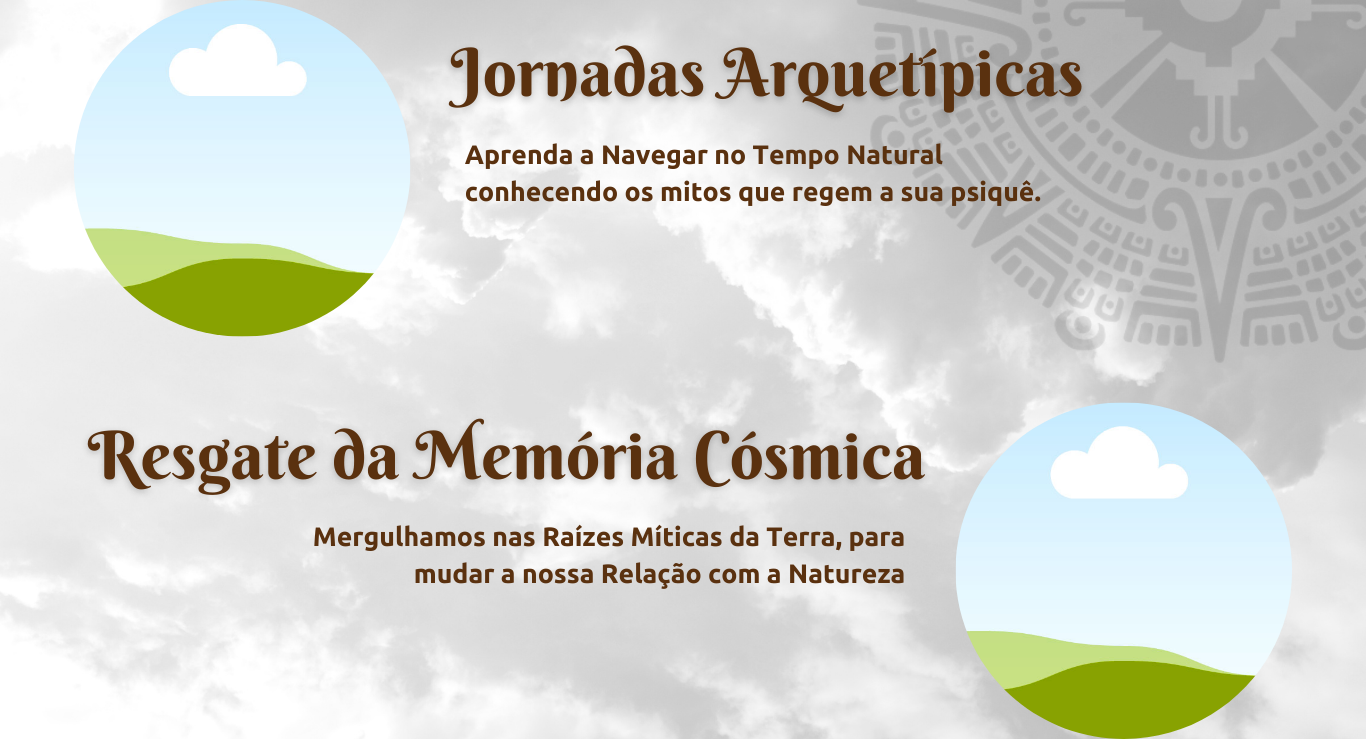 Jornadas Arquetípicas
Aprenda a Navegar no Tempo Natural
conhecendo os mitos que regem a sua psiquê.
Resgate da Memória Cósmica
Mergulhamos nas Raízes Míticas da Terra, para
mudar a nossa Relação com a Natureza